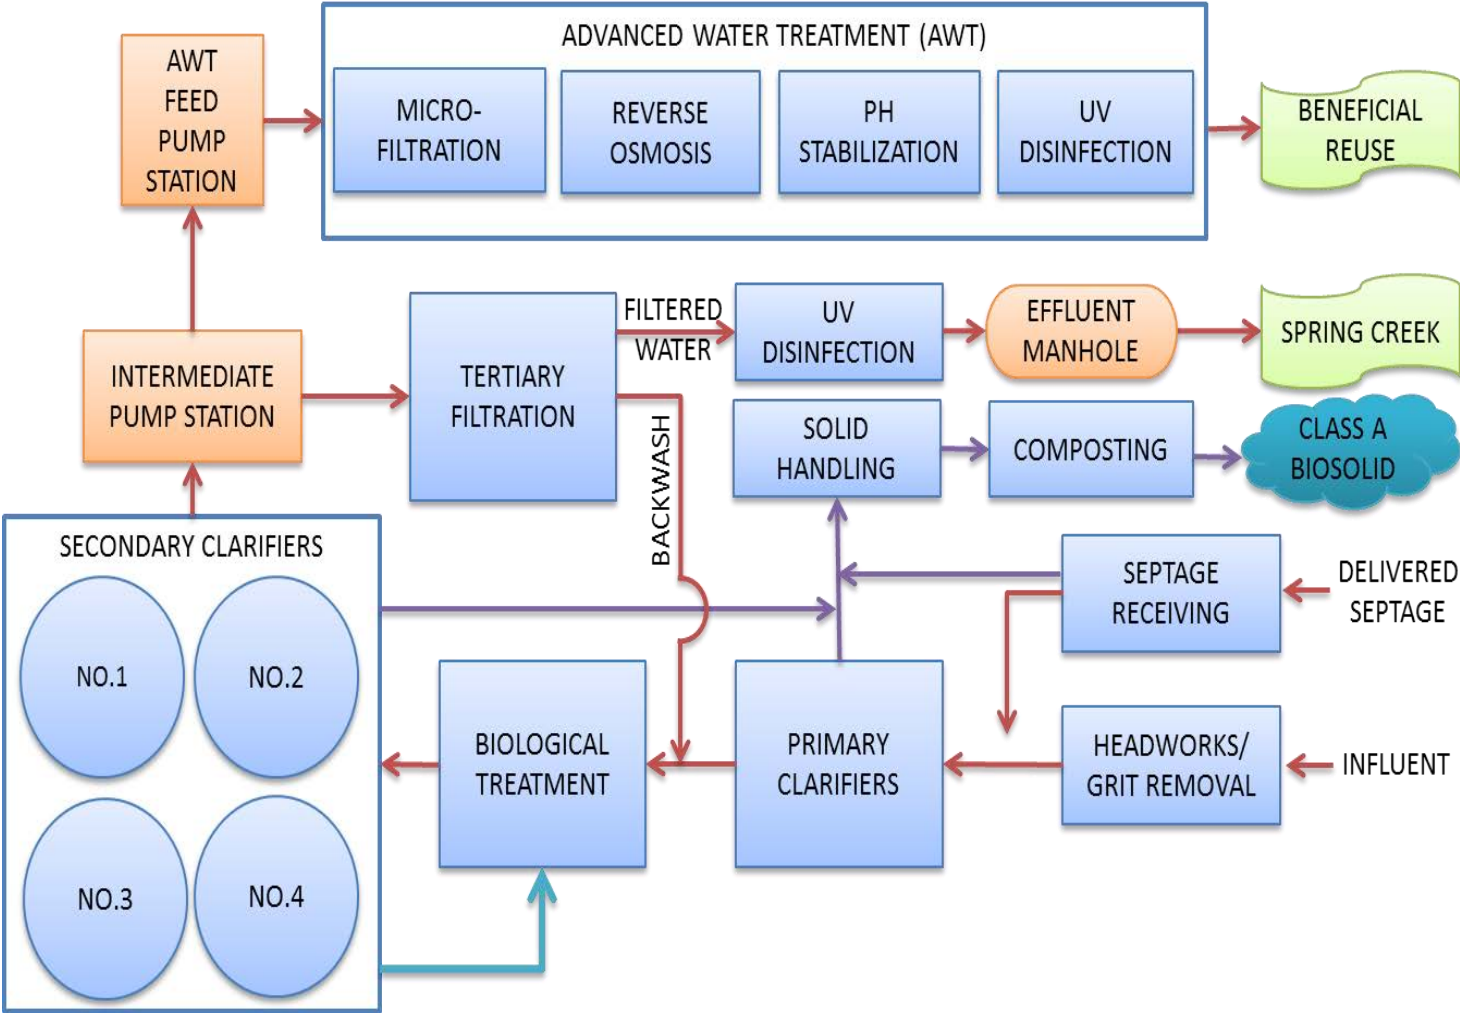 ADVANCED WATER TREATMENT (AWT)
AWT
FEED
PUMP
STATION
MICRO-
FILTRATION
REVERSE
OSMOSIS
PH
STABILIZATION
UV
DISINFECTION
BENEFICIAL
REUSE
INTERMEDIATE
PUMP STATION
TERTIARY
FILTRATION
FILTERED
WATER
BACKWASH
UV
DISINFECTION
EFFLUENT
MANHOLE
SPRING CREEK
SOLID
HANDLING
COMPOSTING
CLASS A
BIOSOLID
SECONDARY CLARIFIERS
NO.1
NO.2
NO.3
NO.4
BIOLOGICAL
TREATMENT
PRIMARY
CLARIFIERS
SEPTAGE
RECEIVING
DELIVERED
SEPTAGE
HEADWORKS/
GRIT REMOVAL
INFLUENT